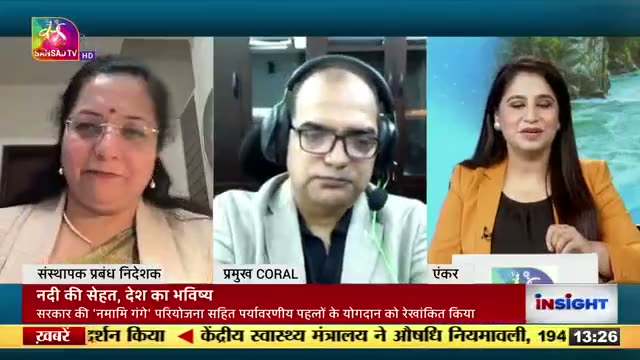 SANSAD TV
HD
संस्थापक प्रबंध निदेशक
प्रमुख CORAL
एंकर
नदी की सेहत, देश का भविष्य
सरकार की 'नमामि गंगे' परियोजना सहित पर्यावरणीय पहलों के योगदान को रेखांकित किया
INSIGHT
ख़बरें दर्शन किया ◄ केंद्रीय स्वास्थ्य मंत्रालय ने औषधि नियमावली, 194 13:26